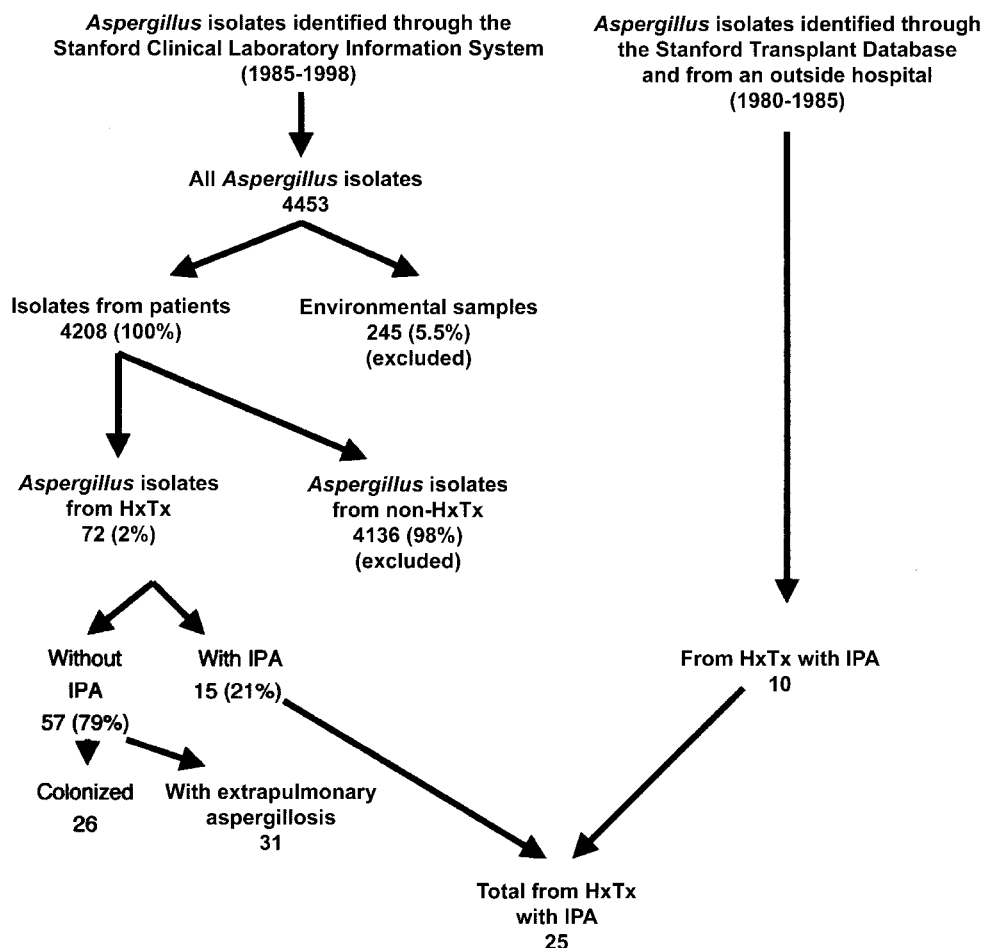 Aspergillus isolates identified through the
Stanford Clinical Laboratory Information System
(1985-1998)
Aspergillus isolates identified through
the Stanford Transplant Database
and from an outside hospital
(1980-1985)
All Aspergillus isolates
4453
Isolates from patients
4208 (100%)
Environmental samples
245 (5.5%)
(excluded)
Aspergillus isolates
from HxTx
72 (2%)
Aspergillus isolates
from non-HxTx
4136 (98%)
(excluded)
Without
IPA
57 (79%)
With IPA
15 (21%)
From HxTx with IPA
10
Colonized
26
With extrapulmonary
aspergillosis
31
Total from HxTx
with IPA
25